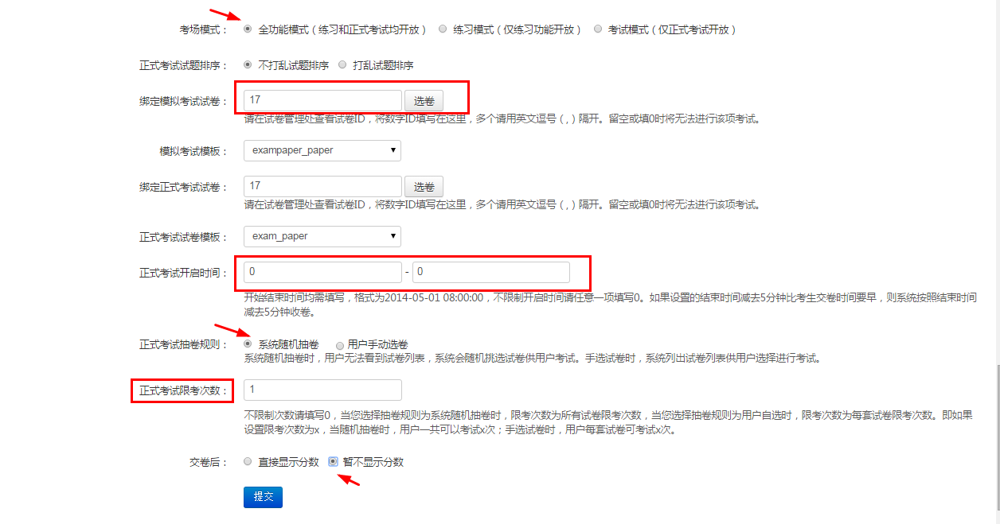 考场模式： 全功能模式（练习和正式考试均开放） 练习模式（仅练习功能开放） 考试模式（仅正式考试开放）
正式考试试题排序： 不打乱试题排序 打乱试题排序
绑定模拟考试试卷： 17 选卷
请在试卷管理处查看试卷ID，将数字ID填写在这里，多个请用英文逗号 ( , ) 隔开。留空或填0时将无法进行该项考试。
模拟考试模板： exampaper_paper
绑定正式考试试卷： 17 选卷
请在试卷管理处查看试卷ID，将数字ID填写在这里，多个请用英文逗号 ( , ) 隔开。留空或填0时将无法进行该项考试。
正式考试试卷模板： exam_paper
正式考试开启时间： 0 - 0
开始结束时间均需填写，格式为2014-05-01 08:00:00，不限制开启时间请任意一项填写0。如果设置的结束时间减去5分钟比考生交卷时间要早，则系统按照结束时间
减去5分钟收卷。
正式考试抽卷规则： 系统随机抽卷 用户手动选卷
系统随机抽卷时，用户无法看到试卷列表，系统会随机挑选试卷供用户考试。手选试卷时，系统列出试卷列表供用户选择进行考试。
正式考试限考次数： 1
不限制次数请填写0，当您选择抽卷规则为系统随机抽卷时，限考次数为所有试卷限考次数，当您选择抽卷规则为用户自选时，限考次数为每套试卷限考次数。即如果
设置限考次数为x，当随机抽卷时，用户一共可以考试x次；手选试卷时，用户每套试卷可考试x次。
交卷后： 直接显示分数 暂不显示分数
提交